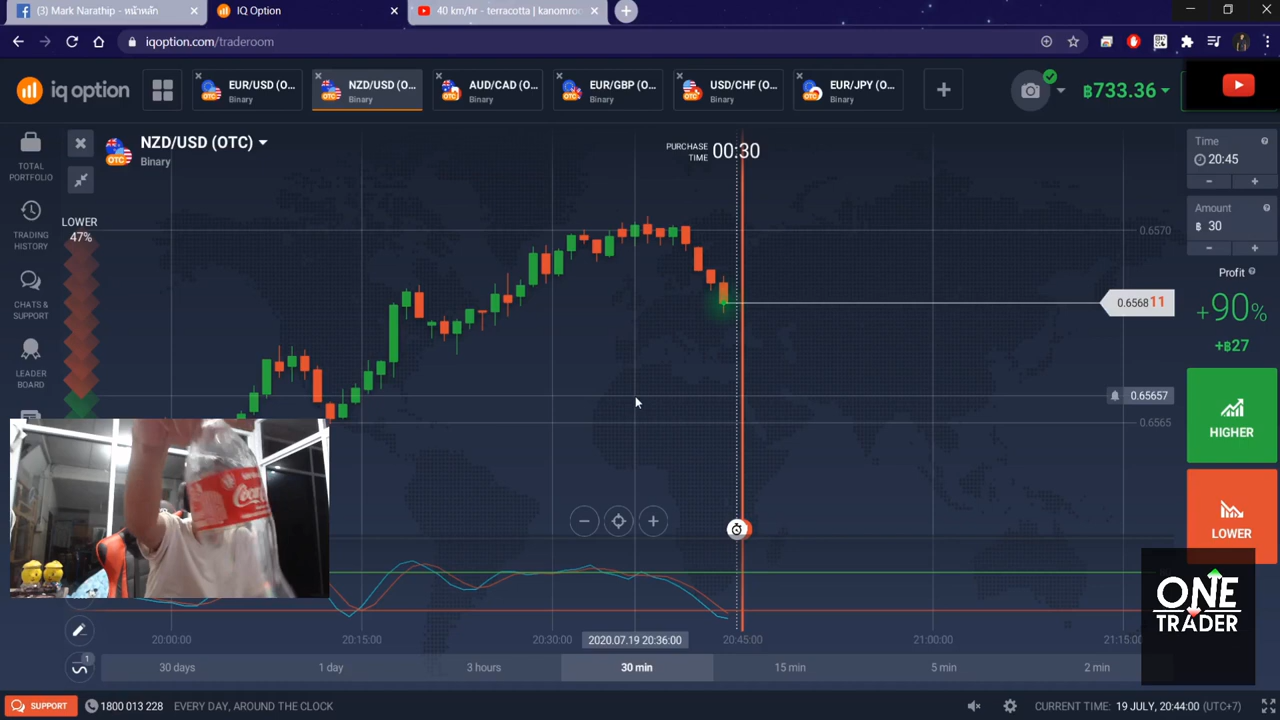 (3) Mark Narathip - หน้าหลัก
IQ Option
40 km/hr - terracotta | kanomron
iqoption.com/traderoom
iq option
EUR/USD (O...
Binary
NZD/USD (O...
Binary
AUD/CAD (O...
Binary
EUR/GBP (O...
Binary
USD/CHF (O...
Binary
EUR/JPY (O...
Binary
฿733.36
TOTAL
PORTFOLIO
TRADING
HISTORY
CHATS &
SUPPORT
LEADER
BOARD
NZD/USD (OTC)
Binary
LOWER
47%
PURCHASE
TIME
00:30
0.6570
0.656811
0.65657
0.6565
Time
20:45
Amount
฿ 30
Profit
+90%
+฿27
HIGHER
LOWER
Coca
ONE
TRADER
20:00:00
20:15:00
20:30:00
2020.07.19 20:36:00
20:45:00
21:00:00
21:15:00
1
30 days
1 day
3 hours
30 min
15 min
5 min
2 min
SUPPORT
1800 013 228
EVERY DAY, AROUND THE CLOCK
CURRENT TIME: 19 JULY, 20:44:00 (UTC+7)